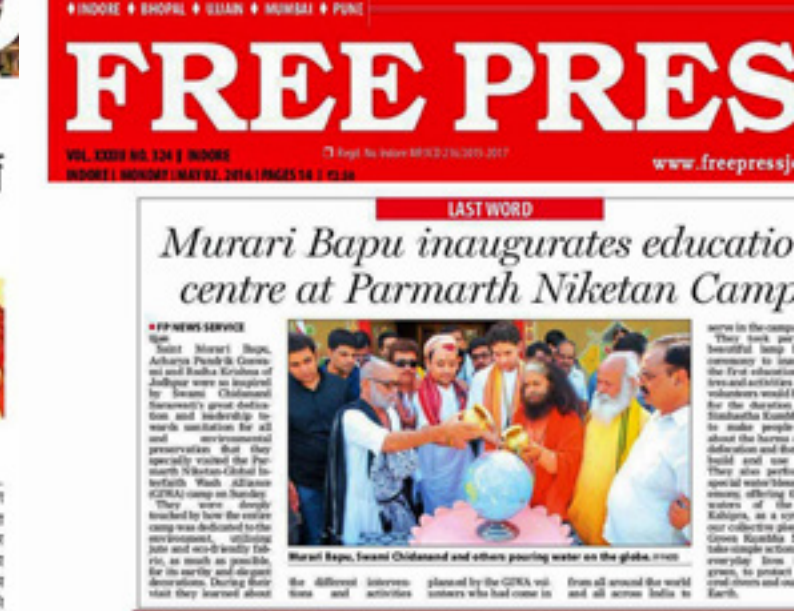 INDORE ♦ BHOPAL ♦ UJJAIN ♦ MUMBAI ♦ PUNE
FREE PRES
VOL. XXXIII NO. 324 | INDORE
Regd. No. Indore
INDORE | MONDAY | MAY 02, 2016 | PAGES 14 |
www.freepressj
LAST WORD
Murari Bapu inaugurates educatio
centre at Parmarth Niketan Camp
FP NEWS SERVICE
Ujjain
Saint Morari Bapu,
Acharya Pundrik Goswa-
mi and Radha Krishna of
Jodhpur were so inspired
by Swami Chidanand
Saraswati's great dedica-
tion and leadership to-
wards sanitation for all
and environmental
preservation that they
specially visited the Par-
marth Niketan-Global In-
terfaith Wash Alliance
(GIWA) camp on Sunday.
They were deeply
touched by how the entire
camp was dedicated to the
environment, utilising
jute and eco-friendly fab-
ric, as much as possible,
for its earthy and elegant
decorations. During their
visit they learned about
Murari Bapu, Swami Chidanand and others pouring water on the globe.
the different interven-
tions and activities
planned by the GIWA vol-
unteers who had come in
from all around the world
and all across India to
serve in the camp
They took par
beautiful lamp
ceremony to
the first education
and activities
volunteers would
for the duration
Simhastha Kumbh
to make people
about the harms
defecation and the
build and use
They also perfo
special water bless
emony, offering
waters of the
Kshipra, as a sy
our collective ple
Green Kumbha
take simple action
everyday lives
green, to protect
cred rivers and ou
Earth.